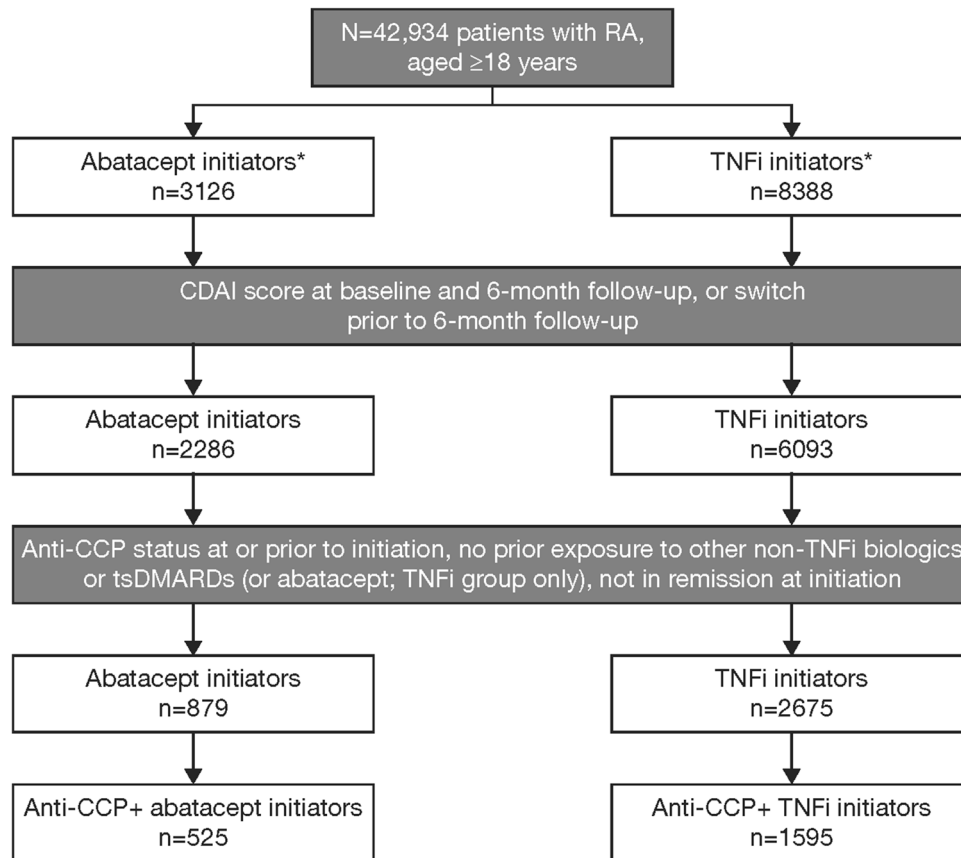 N=42,934 patients with RA,
aged ≥18 years
Abatacept initiators*
n=3126
TNFi initiators*
n=8388
CDAI score at baseline and 6-month follow-up, or switch
prior to 6-month follow-up
Abatacept initiators
n=2286
TNFi initiators
n=6093
Anti-CCP status at or prior to initiation, no prior exposure to other non-TNFi biologics
or tsDMARDs (or abatacept; TNFi group only), not in remission at initiation
Abatacept initiators
n=879
TNFi initiators
n=2675
Anti-CCP+ abatacept initiators
n=525
Anti-CCP+ TNFi initiators
n=1595